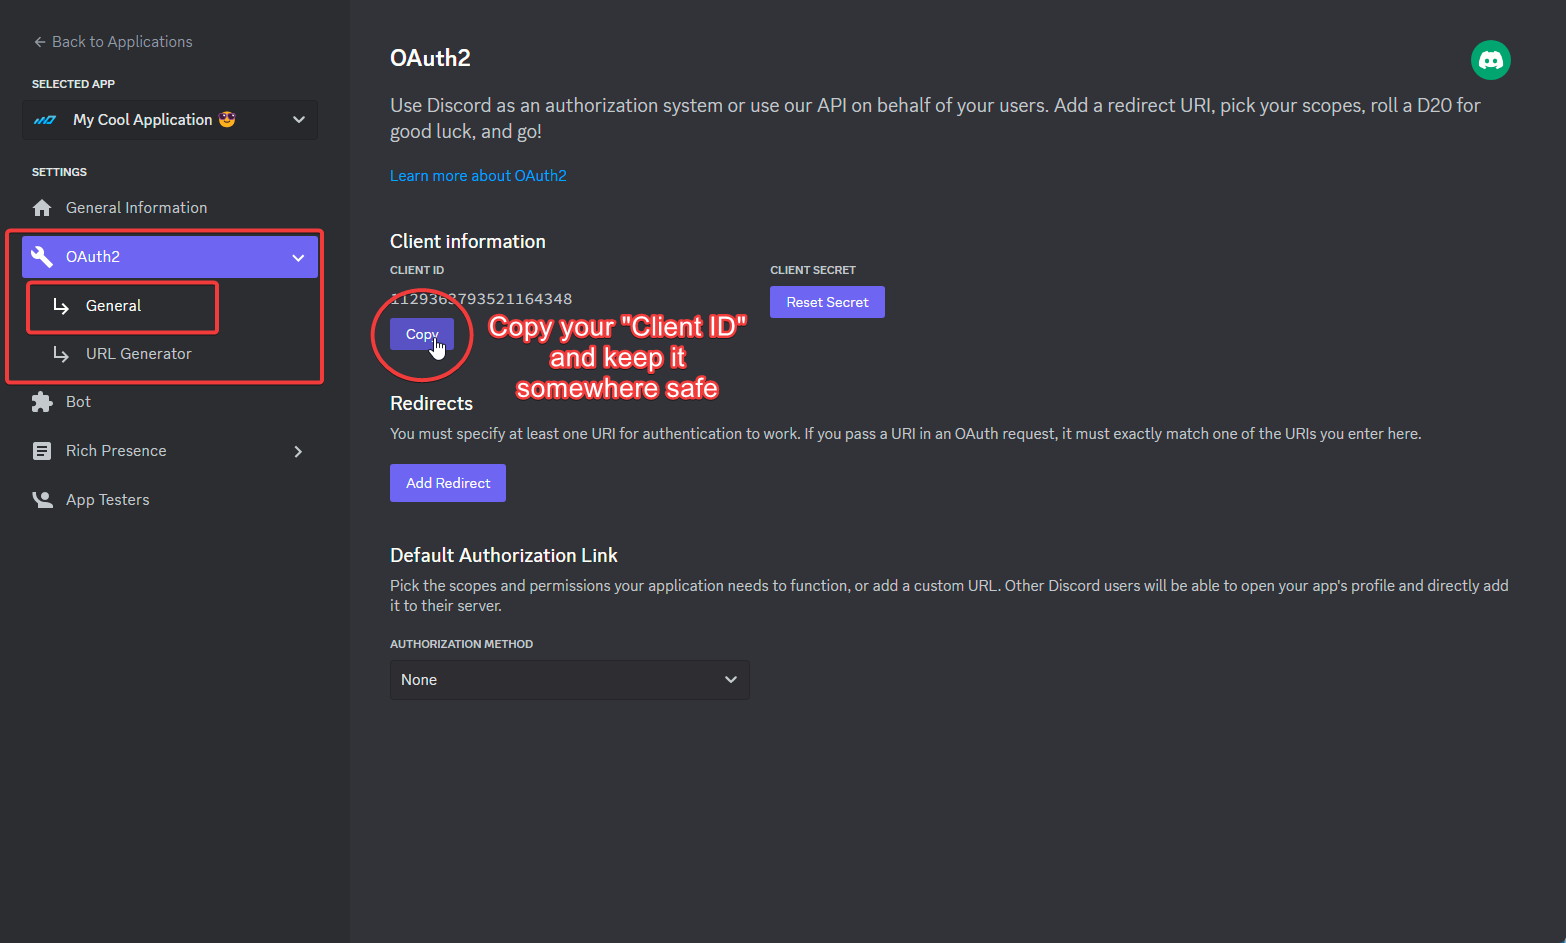 Back to Applications
SELECTED APP
My Cool Application
SETTINGS
General Information
OAuth2
General
URL Generator
Bot
Rich Presence
App Testers
OAuth2
Use Discord as an authorization system or use our API on behalf of your users. Add a redirect URI, pick your scopes, roll a D20 for
good luck, and go!
Learn more about OAuth2
Client information
CLIENT ID
1129363793521164348
Copy
CLIENT SECRET
Reset Secret
Copy your "Client ID"
and keep it
somewhere safe
Redirects
You must specify at least one URI for authentication to work. If you pass a URI in an OAuth request, it must exactly match one of the URIs you enter here.
Add Redirect
Default Authorization Link
Pick the scopes and permissions your application needs to function, or add a custom URL. Other Discord users will be able to open your app's profile and directly add
it to their server.
AUTHORIZATION METHOD
None